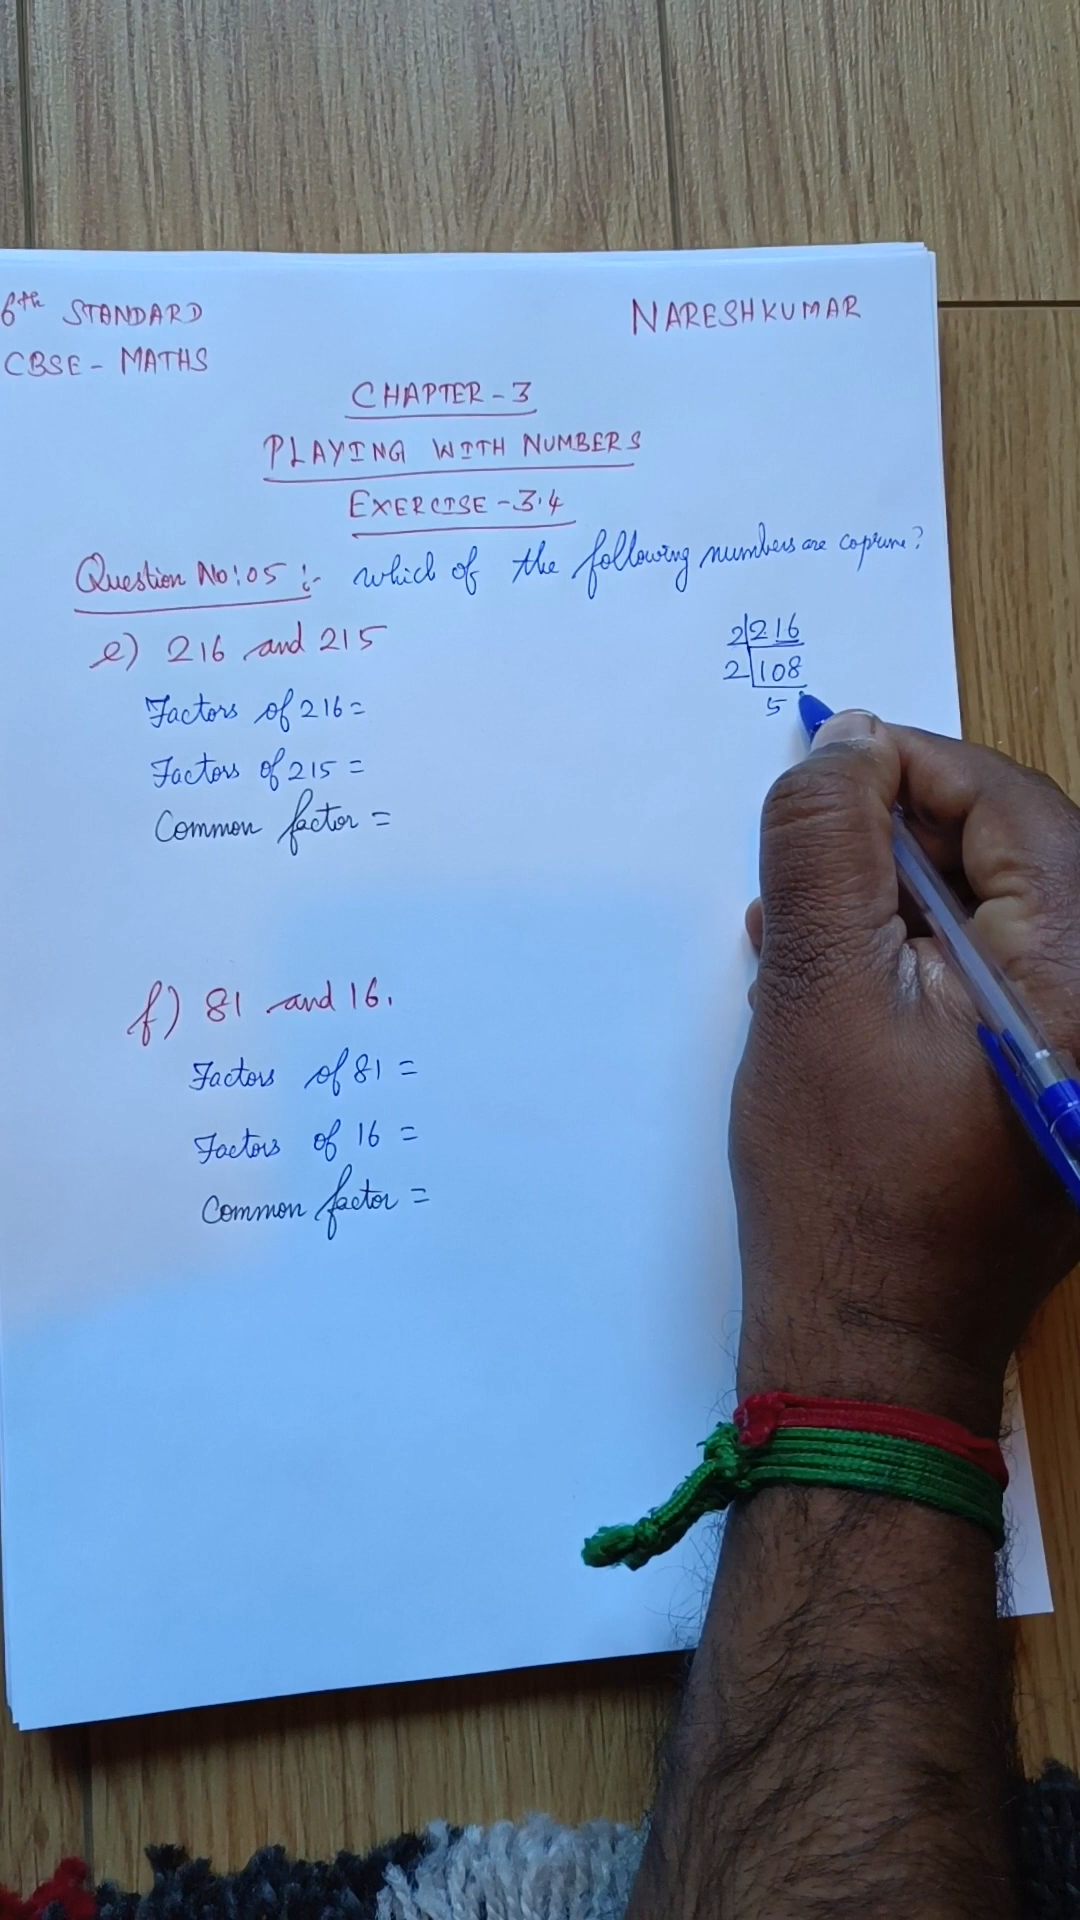 6th STANDARD
NARESHKUMAR
CBSE - MATHS
CHAPTER - 3
PLAYING WITH NUMBERS
EXERCISE - 3.4
Question No: 05 :- which of the following numbers are coprime?
e) 216 and 215
Factors of 216 =
Factors of 215 =
Common factor =
2 216
2 108
5
f) 81 and 16.
Factors of 81 =
Factors of 16 =
Common factor =